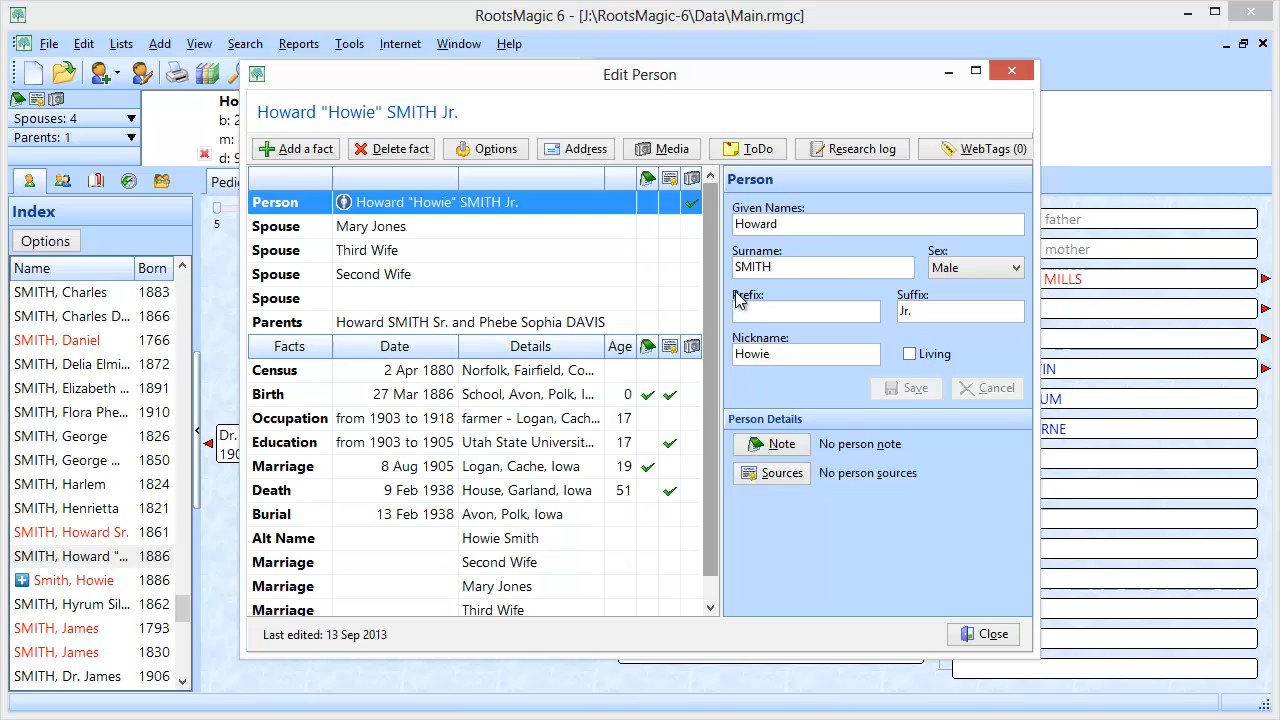 RootsMagic 6 - [J:\RootsMagic-6\Data\Main.rmgc]
File Edit Lists Add View Search Reports Tools Internet Window Help
Edit Person
Ho
Spouses: 4
b: 2
Parents: 1
m:
d: 9
Howard "Howie" SMITH Jr.
Add a fact Delete fact Options Address Media ToDo Research log WebTags (0)
Pedi
5
Index
Options
Name Born
SMITH, Charles 1883
SMITH, Charles D... 1866
SMITH, Daniel 1766
SMITH, Delia Elmi... 1872
SMITH, Elizabeth ... 1891
SMITH, Flora Phe... 1910
SMITH, George 1826
SMITH, George ... 1850
SMITH, Harlem 1824
SMITH, Henrietta 1821
SMITH, Howard Sr. 1861
SMITH, Howard "... 1886
Smith, Howie 1886
SMITH, Hyrum Sil... 1862
SMITH, James 1793
SMITH, James 1830
SMITH, Dr. James 1906
Dr.
190
Person Howard "Howie" SMITH Jr.
Spouse Mary Jones
Spouse Third Wife
Spouse Second Wife
Spouse
Parents Howard SMITH Sr. and Phebe Sophia DAVIS
Facts Date Details Age
Census 2 Apr 1880 Norfolk, Fairfield, Co...
Birth 27 Mar 1886 School, Avon, Polk, I... 0
Occupation from 1903 to 1918 farmer - Logan, Cach... 17
Education from 1903 to 1905 Utah State Universit... 17
Marriage 8 Aug 1905 Logan, Cache, Iowa 19
Death 9 Feb 1938 House, Garland, Iowa 51
Burial 13 Feb 1938 Avon, Polk, Iowa
Alt Name Howie Smith
Marriage Second Wife
Marriage Mary Jones
Marriage Third Wife
Last edited: 13 Sep 2013
Person
Given Names:
Howard
Surname: Sex:
SMITH Male
Prefix: Suffix:
Jr.
Nickname:
Howie Living
Save Cancel
Person Details
Note No person note
Sources No person sources
Close
father
mother
MILLS
IN
UM
RNE